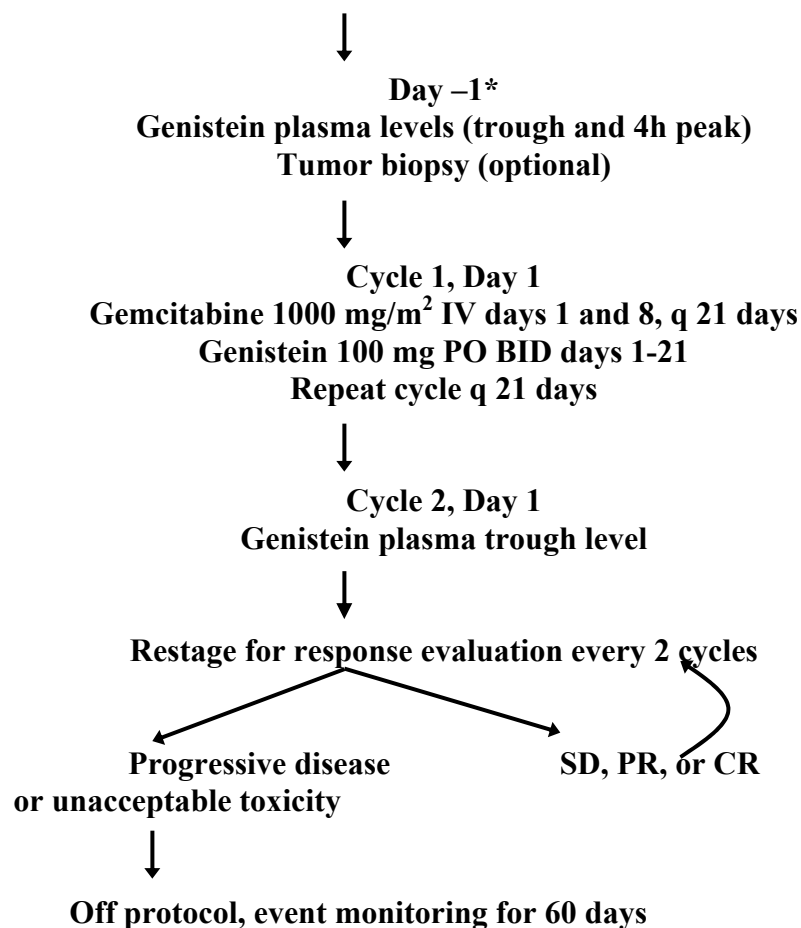 Day –1*
Genistein plasma levels (trough and 4h peak)
Tumor biopsy (optional)
Cycle 1, Day 1
Gemcitabine 1000 mg/m² IV days 1 and 8, q 21 days
Genistein 100 mg PO BID days 1-21
Repeat cycle q 21 days
Cycle 2, Day 1
Genistein plasma trough level
Restage for response evaluation every 2 cycles
Progressive disease
or unacceptable toxicity
SD, PR, or CR
Off protocol, event monitoring for 60 days